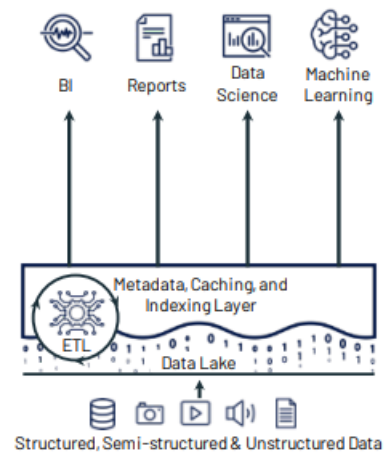 BI
Reports
Data
Science
Machine
Learning
Metadata, Caching, and
Indexing Layer
ETL
Data Lake
Structured, Semi-structured & Unstructured Data